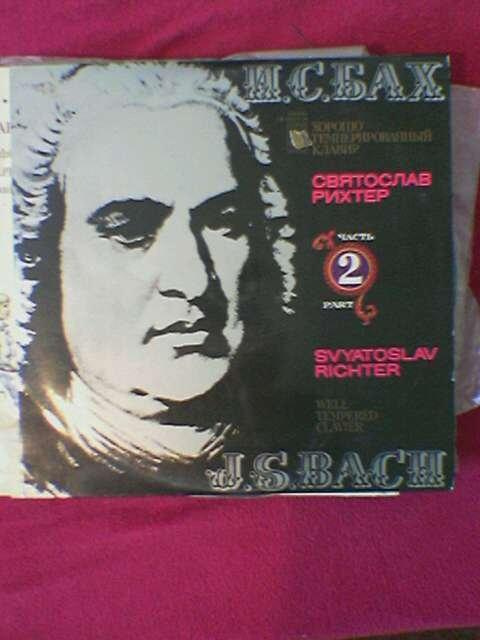 И.С.БАХ
ХОРОШО
ТЕМПЕРИРОВАННЫЙ
КЛАВИР
СВЯТОСЛАВ
РИХТЕР
ЧАСТЬ
2
PART
SVYATOSLAV
RICHTER
WELL
TEMPERED
CLAVIER
J.S.BACH